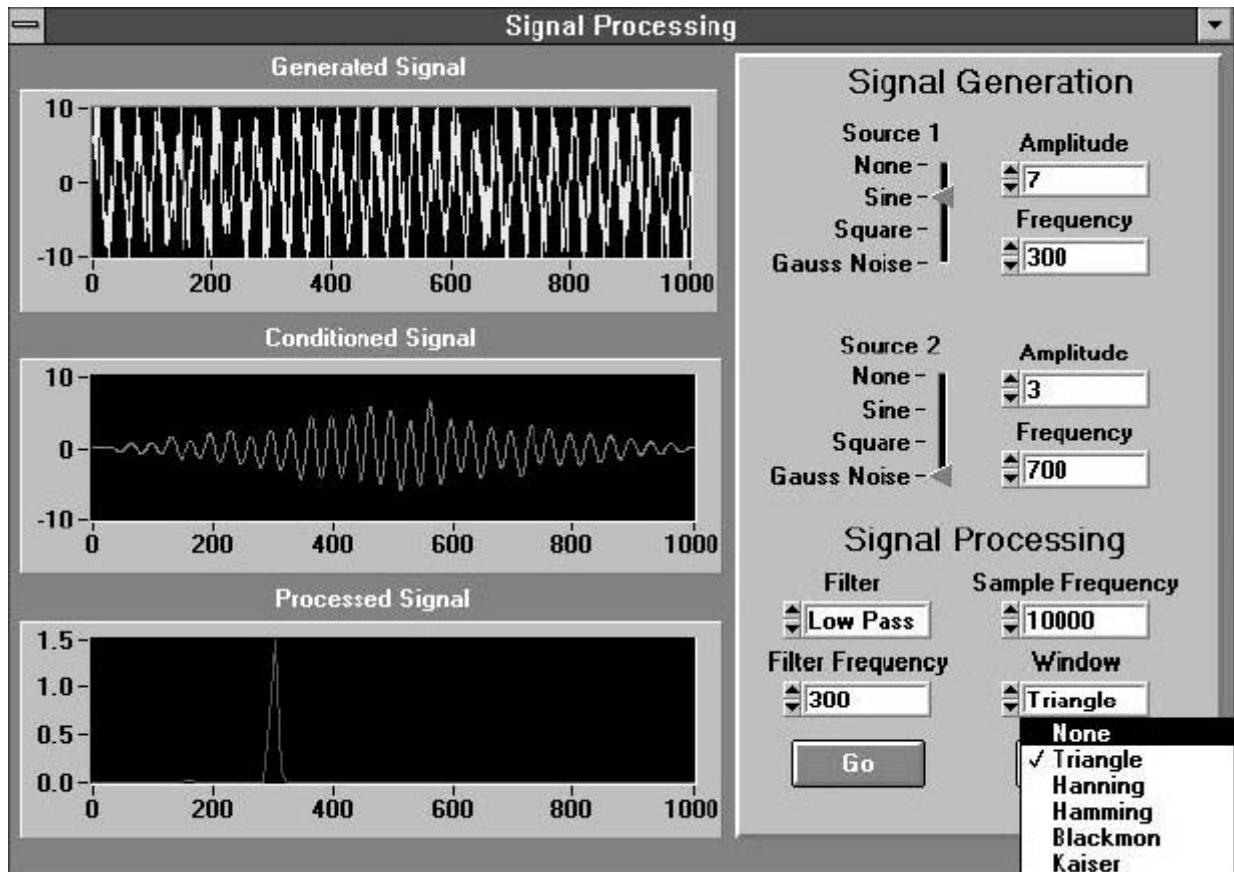 Signal Processing
Generated Signal
10
0
-10
0 200 400 600 800 1000
Conditioned Signal
10
0
-10
0 200 400 600 800 1000
Processed Signal
1.5
1.0
0.5
0.0
0 200 400 600 800 1000
Signal Generation
Source 1
None
Sine
Square
Gauss Noise
Amplitude
7
Frequency
300
Source 2
None
Sine
Square
Gauss Noise
Amplitude
3
Frequency
700
Signal Processing
Filter
Low Pass
Sample Frequency
10000
Filter Frequency
300
Window
Triangle
Go
None
✓ Triangle
Hanning
Hamming
Blackmon
Kaiser